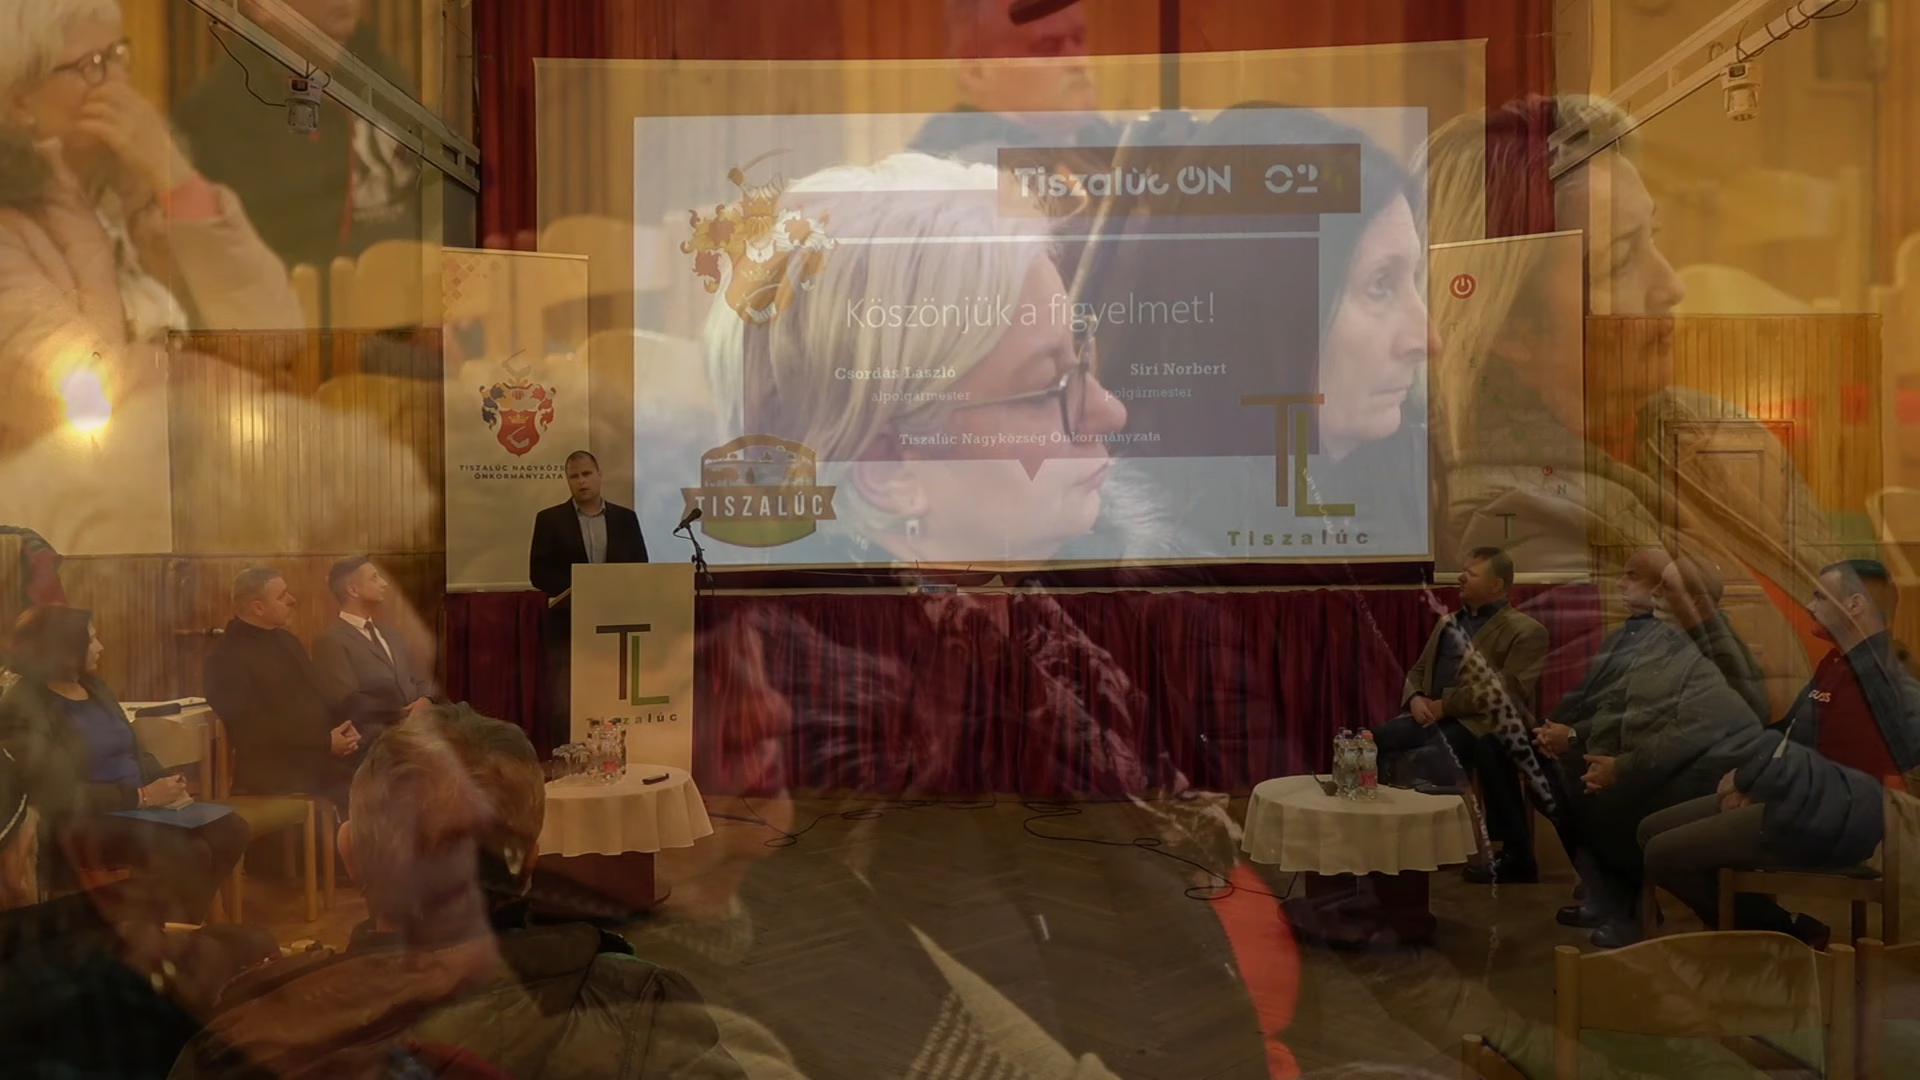 Tiszalúc ON 02
Köszönjük a figyelmet!
Csordás László
alpolgármester
Siri Norbert
polgármester
Tiszalúc Nagyközség Önkormányzata
TISZALÚC
TL
Tiszalúc
TISZALÚC NAGYKÖZS
ÖNKORMÁNYZATA
TL
Tiszalúc